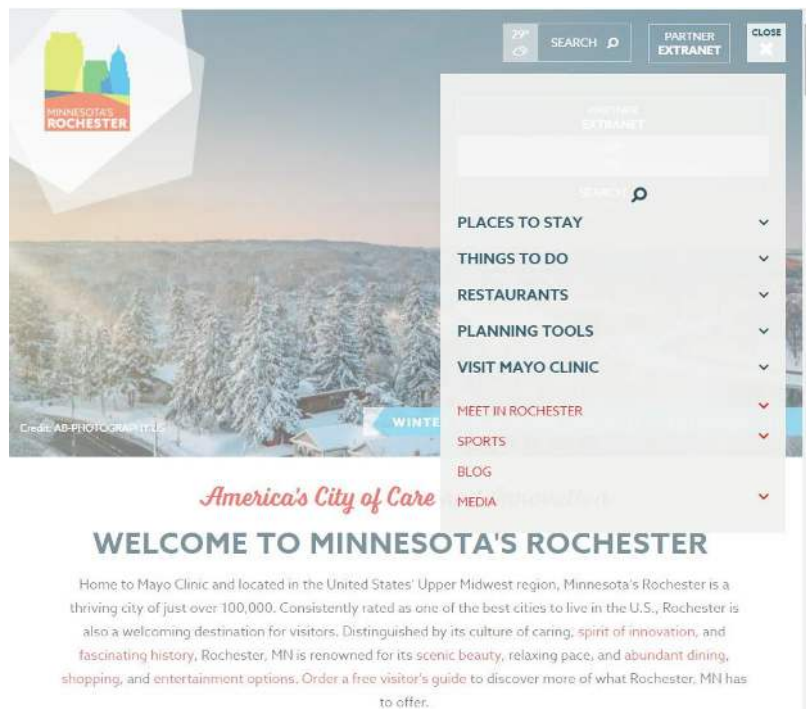 MINNESOTA'S
ROCHESTER
29°
SEARCH
PARTNER
EXTRANET
CLOSE
PARTNER
EXTRANET
SEARCH
PLACES TO STAY
THINGS TO DO
RESTAURANTS
PLANNING TOOLS
VISIT MAYO CLINIC
MEET IN ROCHESTER
SPORTS
BLOG
MEDIA
Credit: AB-PHOTOGRAPHY.US
America's City of Care
WELCOME TO MINNESOTA'S ROCHESTER
Home to Mayo Clinic and located in the United States' Upper Midwest region, Minnesota's Rochester is a
thriving city of just over 100,000. Consistently rated as one of the best cities to live in the U.S., Rochester is
also a welcoming destination for visitors. Distinguished by its culture of caring, spirit of innovation, and
fascinating history, Rochester, MN is renowned for its scenic beauty, relaxing pace, and abundant dining,
shopping, and entertainment options. Order a free visitor's guide to discover more of what Rochester, MN has
to offer.